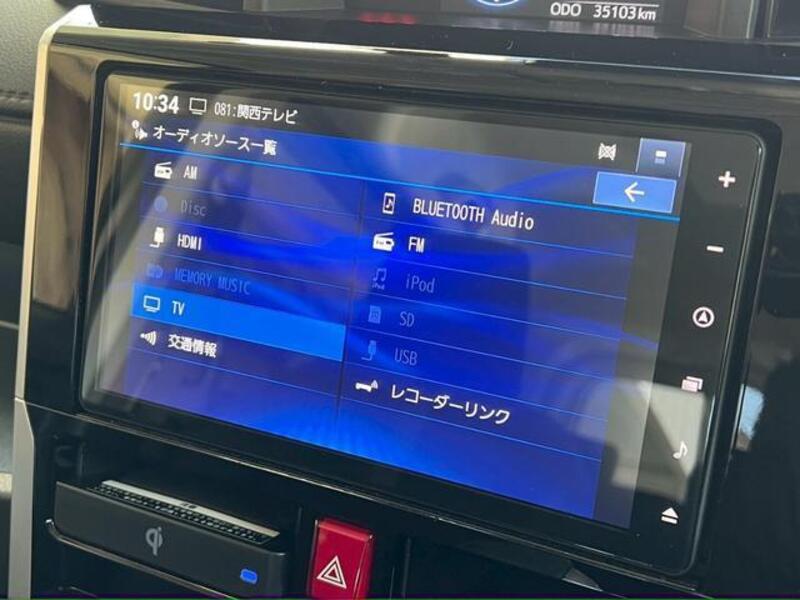 ODO 35103km
10:34 081:関西テレビ
オーディオソース一覧
AM
Disc
HDMI
MEMORY MUSIC
TV
交通情報
BLUETOOTH Audio
FM
iPod
SD
USB
レコーダーリンク
qi